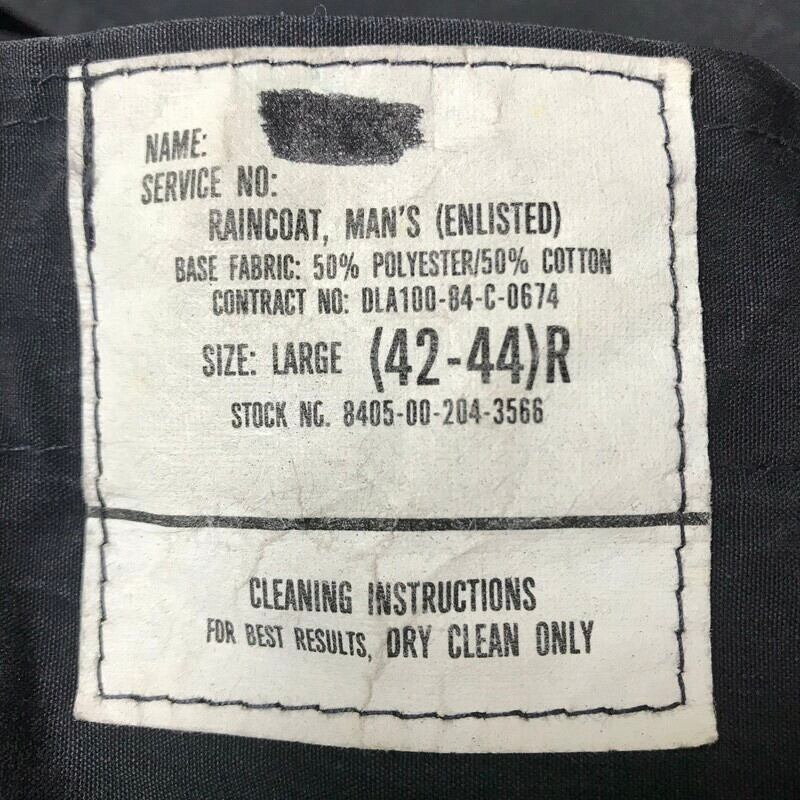 NAME:
SERVICE NO:
RAINCOAT, MAN'S (ENLISTED)
BASE FABRIC: 50% POLYESTER/50% COTTON
CONTRACT NO: DLA100-84-C-0674
SIZE: LARGE (42-44)R
STOCK NO. 8405-00-204-3566
CLEANING INSTRUCTIONS
FOR BEST RESULTS, DRY CLEAN ONLY